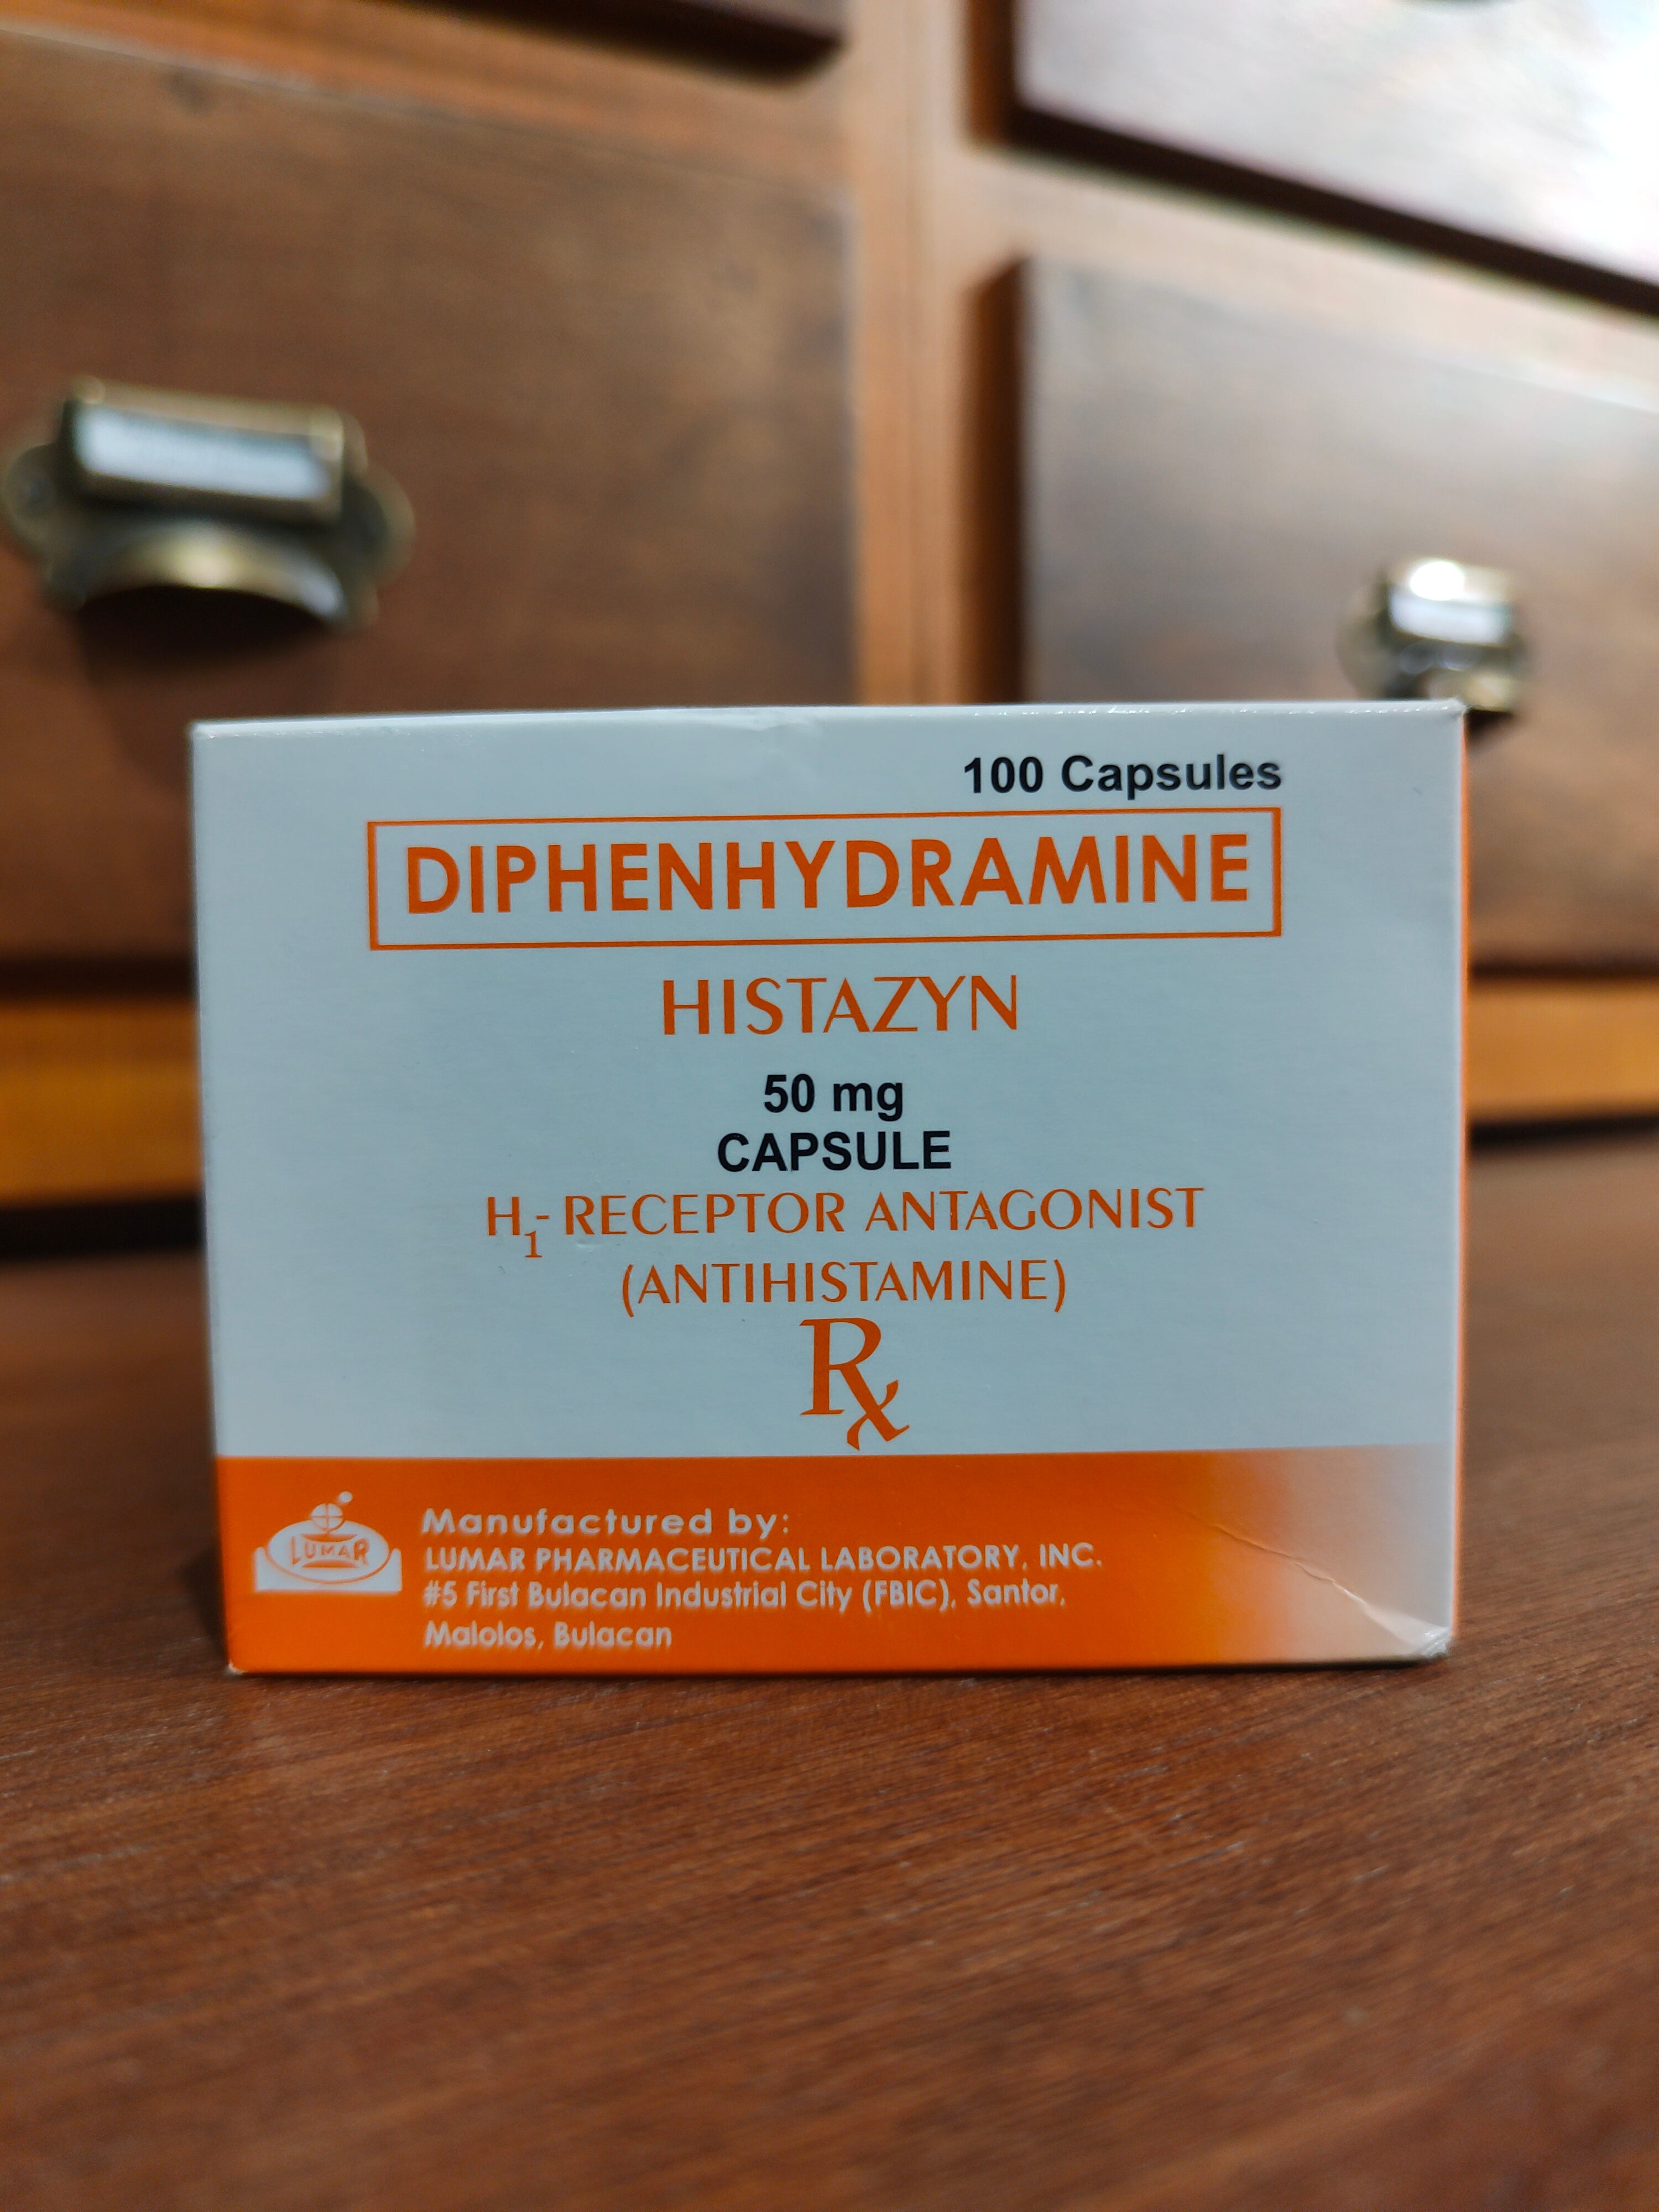 100 Capsules
DIPHENHYDRAMINE
HISTAZYN
50 mg
CAPSULE
H₁- RECEPTOR ANTAGONIST
(ANTIHISTAMINE)
℞
LUMAR
Manufactured by:
LUMAR PHARMACEUTICAL LABORATORY, INC.
#5 First Bulacan Industrial City (FBIC), Santor,
Malolos, Bulacan